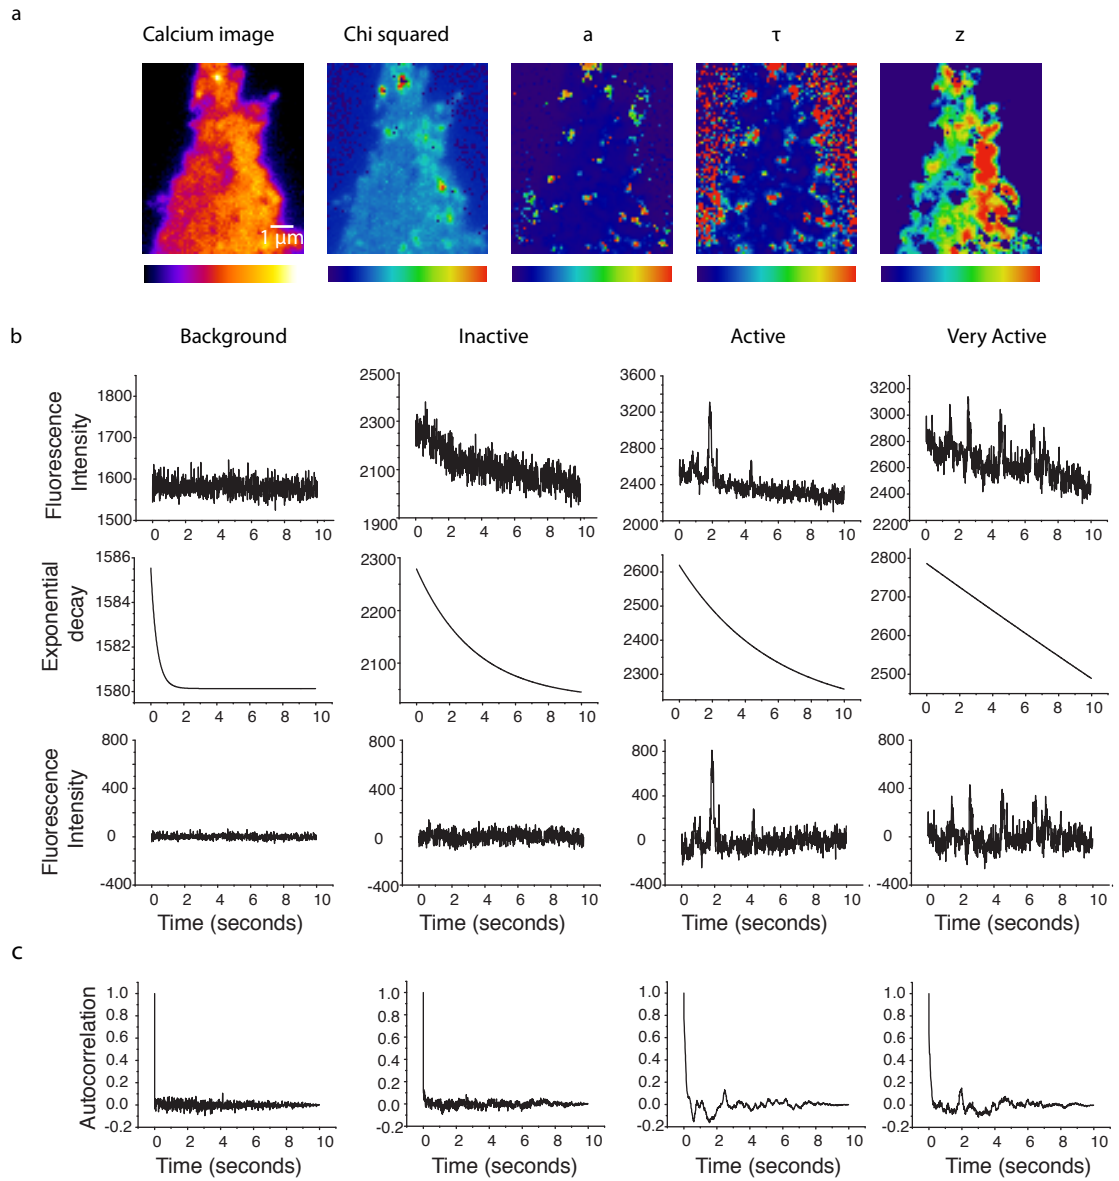 a
Calcium image Chi squared a τ z
1 μm
b
Background Inactive Active Very Active
Fluorescence Intensity
1800 1700 1600 1500
0 2 4 6 8 10
2500 2300 2100 1900
0 2 4 6 8 10
3600 3200 2800 2400 2000
0 2 4 6 8 10
3200 3000 2800 2600 2400 2200
0 2 4 6 8 10
Exponential decay
1586 1584 1582 1580
0 2 4 6 8 10
2300 2200 2100
0 2 4 6 8 10
2600 2500 2400 2300
0 2 4 6 8 10
2800 2700 2600 2500
0 2 4 6 8 10
Fluorescence Intensity
800 400 0 -400
0 2 4 6 8 10
800 400 0 -400
0 2 4 6 8 10
800 400 0 -400
0 2 4 6 8 10
800 400 0 -400
0 2 4 6 8 10
Time (seconds) Time (seconds) Time (seconds) Time (seconds)
c
Autocorrelation
1.0 0.8 0.6 0.4 0.2 0.0 -0.2
0 2 4 6 8 10
1.0 0.8 0.6 0.4 0.2 0.0 -0.2
0 2 4 6 8 10
1.0 0.8 0.6 0.4 0.2 0.0 -0.2
0 2 4 6 8 10
1.0 0.8 0.6 0.4 0.2 0.0 -0.2
0 2 4 6 8 10
Time (seconds) Time (seconds) Time (seconds) Time (seconds)